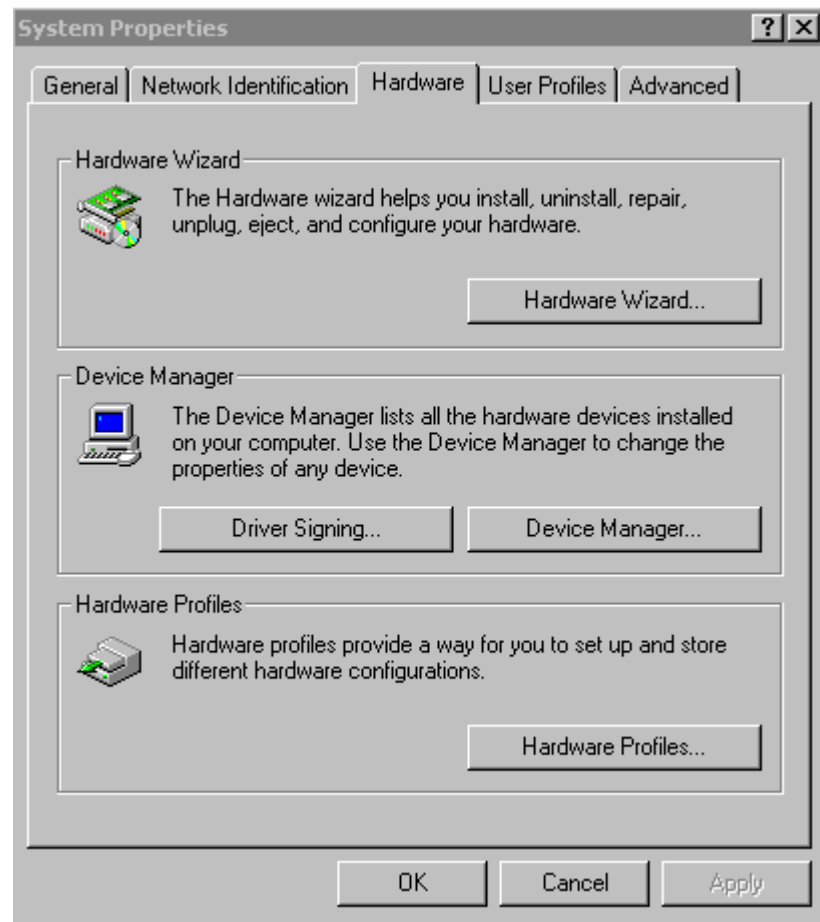 System Properties
General
Network Identification
Hardware
User Profiles
Advanced
Hardware Wizard
The Hardware wizard helps you install, uninstall, repair,
unplug, eject, and configure your hardware.
Hardware Wizard...
Device Manager
The Device Manager lists all the hardware devices installed
on your computer. Use the Device Manager to change the
properties of any device.
Driver Signing...
Device Manager...
Hardware Profiles
Hardware profiles provide a way for you to set up and store
different hardware configurations.
Hardware Profiles...
OK
Cancel
Apply